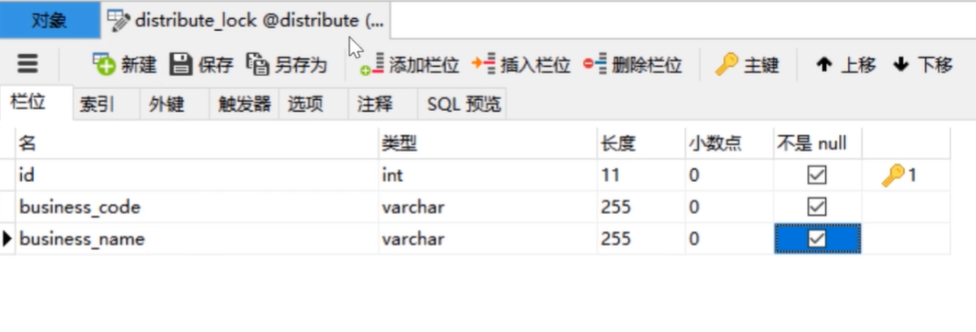 对象 distribute_lock @distribute (...
新建 保存 另存为 添加栏位 插入栏位 删除栏位 主键 上移 下移
栏位 索引 外键 触发器 选项 注释 SQL 预览
名 类型 长度 小数点 不是 null
id int 11 0 1
business_code varchar 255 0
business_name varchar 255 0